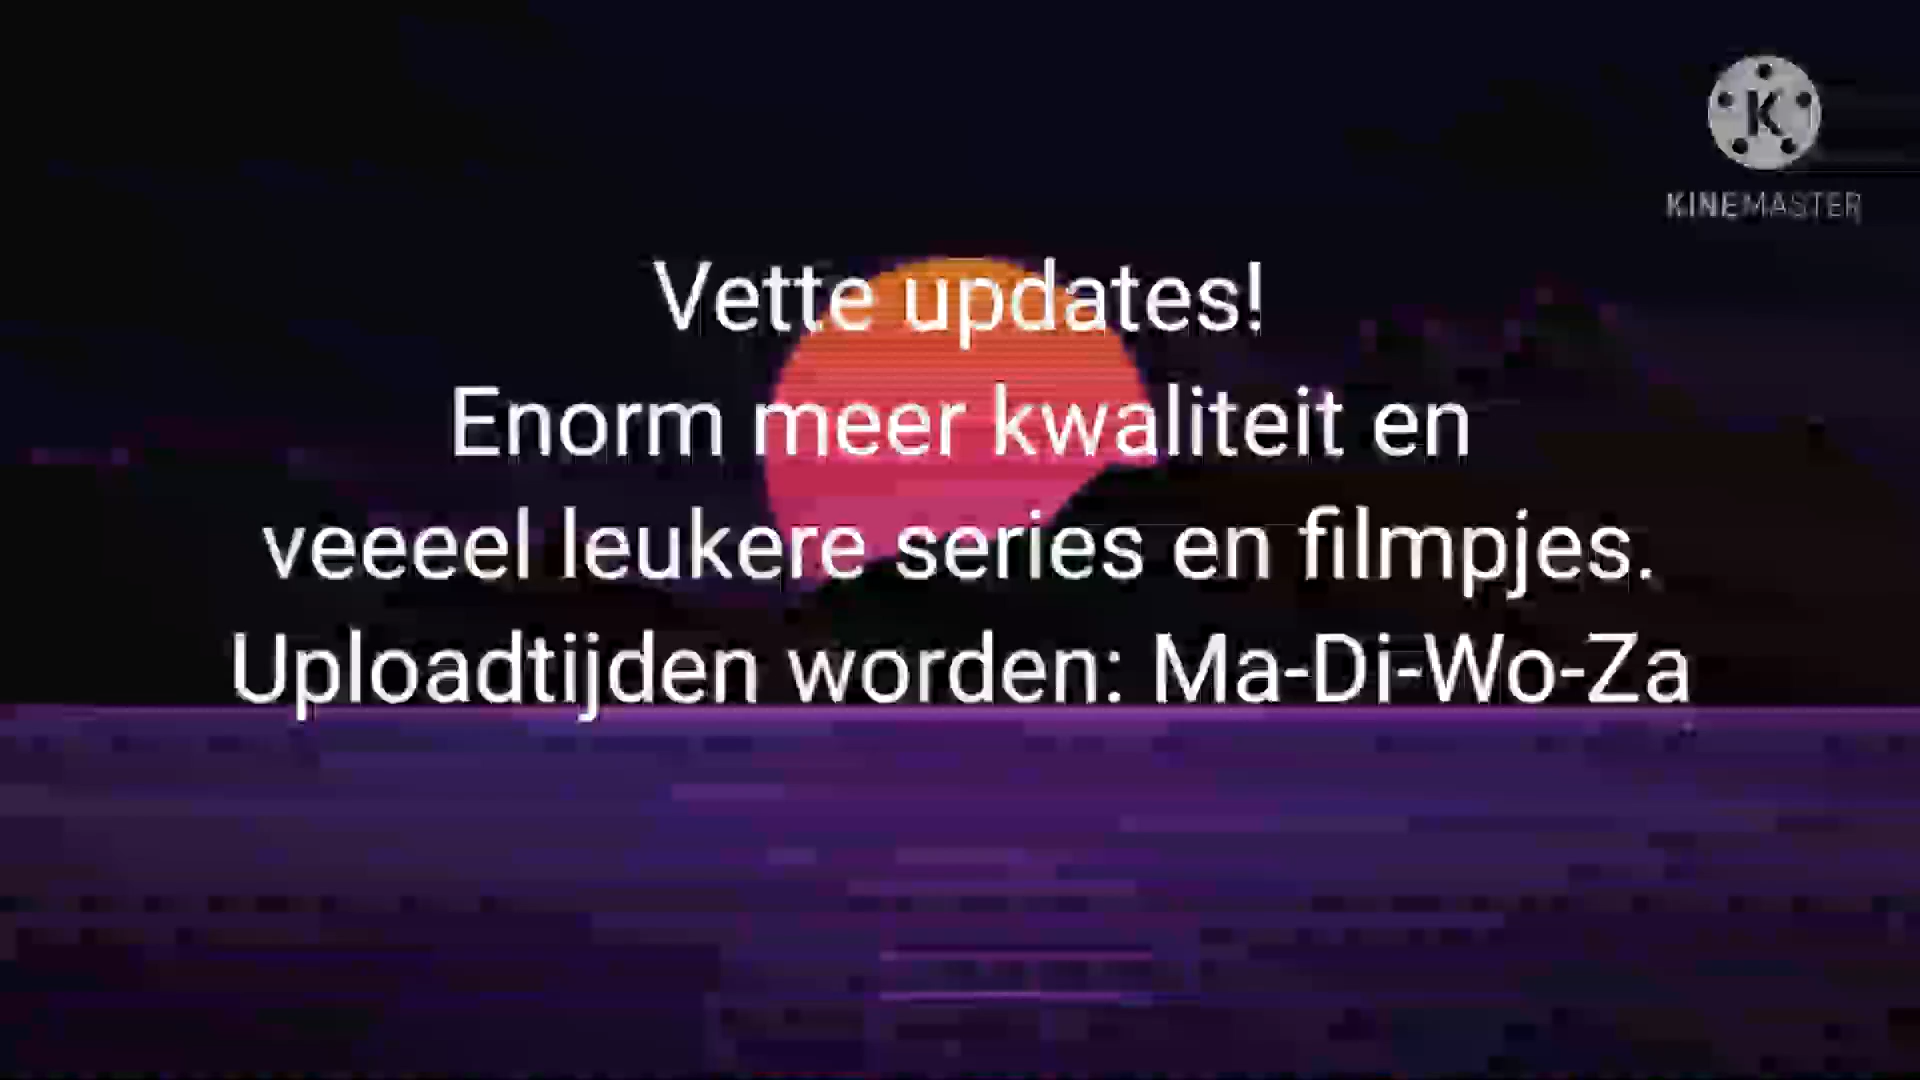 K
KINEMASTER
Vette updates!
Enorm meer kwaliteit en
veeeel leukere series en filmpjes.
Uploadtijden worden: Ma-Di-Wo-Za